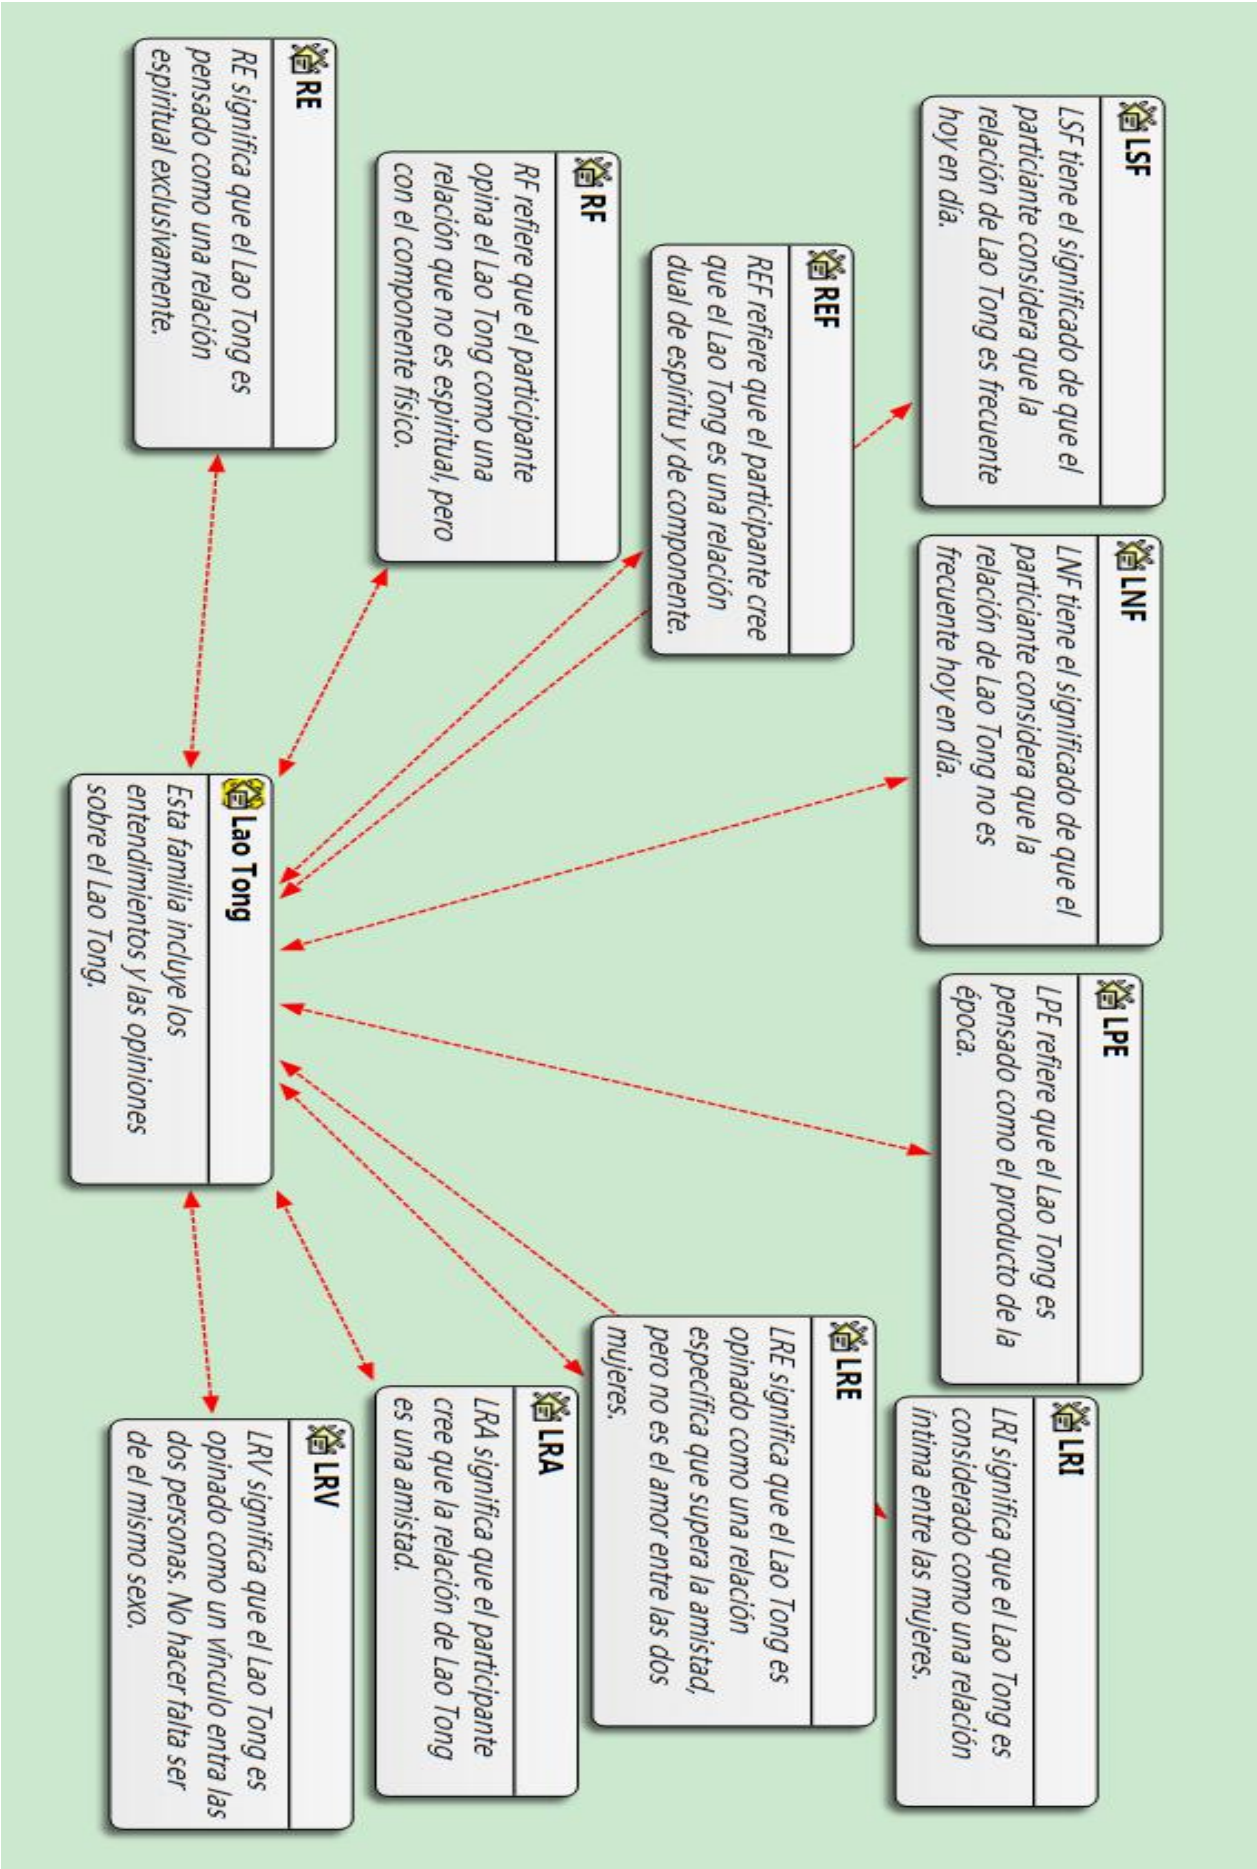 LSF
LSF tiene el significado de que el
particiante considera que la
relación de Lao Tong es frecuente
hoy en día.
LNF
LNF tiene el significado de que el
particiante considera que la
relación de Lao Tong no es
frecuente hoy en día.
LPE
LPE refiere que el Lao Tong es
pensado como el producto de la
época.
LRI
LRI significa que el Lao Tong es
considerado como una relación
íntima entre las mujeres.
REF
REF refiere que el participante cree
que el Lao Tong es una relación
dual de espíritu y de componente.
LRE
LRE significa que el Lao Tong es
opinado como una relación
específica que supera la amistad,
pero no es el amor entre las dos
mujeres.
RF
RF refiere que el participante
opina el Lao Tong como una
relación que no es espiritual, pero
con el componente físico.
LRA
LRA significa que el participante
cree que la relación de Lao Tong
es una amistad.
RE
RE significa que el Lao Tong es
pensado como una relación
espiritual exclusivamente.
Lao Tong
Esta familia incluye los
entendimientos y las opiniones
sobre el Lao Tong.
LRV
LRV significa que el Lao Tong es
opinado como un vínculo entra las
dos personas. No hacer falta ser
de el mismo sexo.